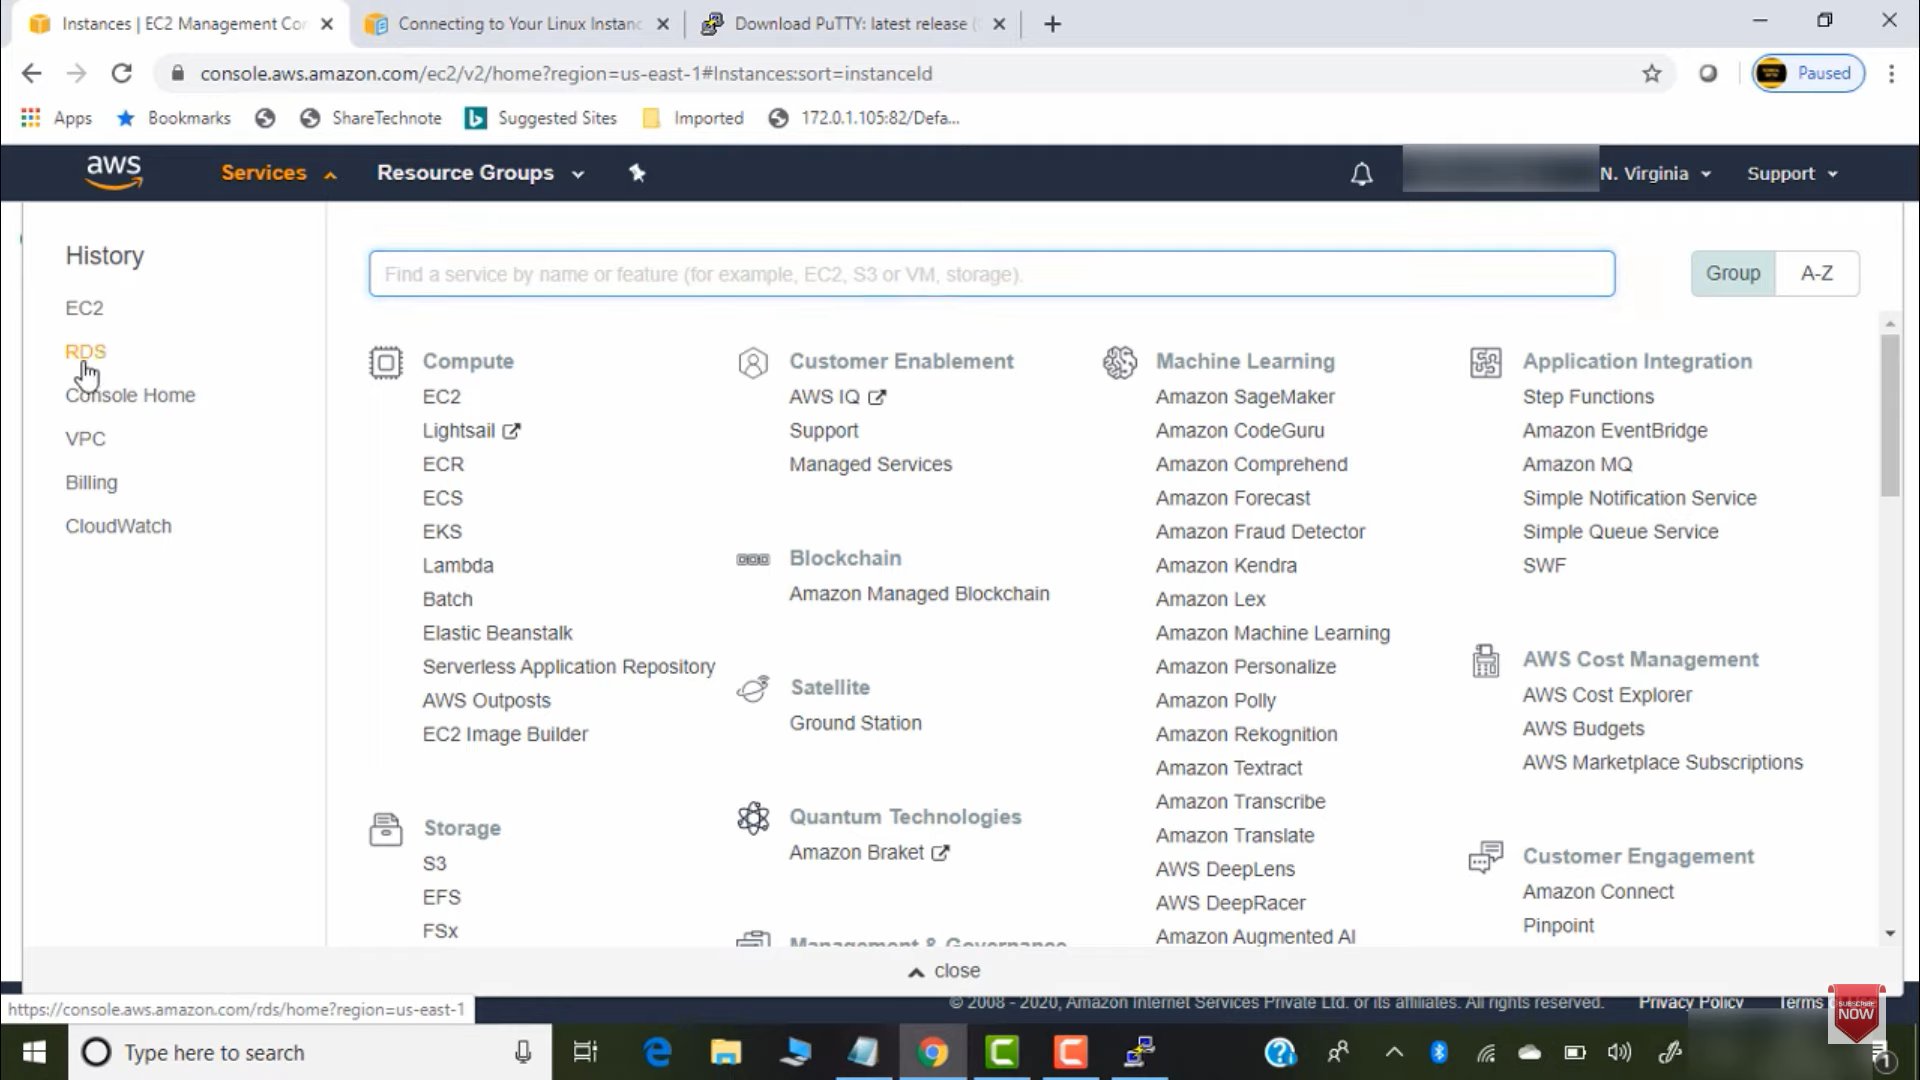 Instances | EC2 Management Cor
Connecting to Your Linux Instanc
Download PuTTY: latest release (
console.aws.amazon.com/ec2/v2/home?region=us-east-1#Instances:sort=instanceId
Paused
Apps
Bookmarks
ShareTechnote
Suggested Sites
Imported
172.0.1.105:82/Defa...
aws
Services
Resource Groups
N. Virginia
Support
History
EC2
RDS
Console Home
VPC
Billing
CloudWatch
Find a service by name or feature (for example, EC2, S3 or VM, storage).
Group
A-Z
Compute
EC2
Lightsail
ECR
ECS
EKS
Lambda
Batch
Elastic Beanstalk
Serverless Application Repository
AWS Outposts
EC2 Image Builder
Storage
S3
EFS
FSx
Customer Enablement
AWS IQ
Support
Managed Services
Blockchain
Amazon Managed Blockchain
Satellite
Ground Station
Quantum Technologies
Amazon Braket
Management & Governance
Machine Learning
Amazon SageMaker
Amazon CodeGuru
Amazon Comprehend
Amazon Forecast
Amazon Fraud Detector
Amazon Kendra
Amazon Lex
Amazon Machine Learning
Amazon Personalize
Amazon Polly
Amazon Rekognition
Amazon Textract
Amazon Transcribe
Amazon Translate
AWS DeepLens
AWS DeepRacer
Amazon Augmented AI
Application Integration
Step Functions
Amazon EventBridge
Amazon MQ
Simple Notification Service
Simple Queue Service
SWF
AWS Cost Management
AWS Cost Explorer
AWS Budgets
AWS Marketplace Subscriptions
Customer Engagement
Amazon Connect
Pinpoint
close
https://console.aws.amazon.com/rds/home?region=us-east-1
© 2008 - 2020, Amazon Internet Services Private Ltd. or its affiliates. All rights reserved.
Privacy Policy
Terms
SUBSCRIBE
NOW
Type here to search
1